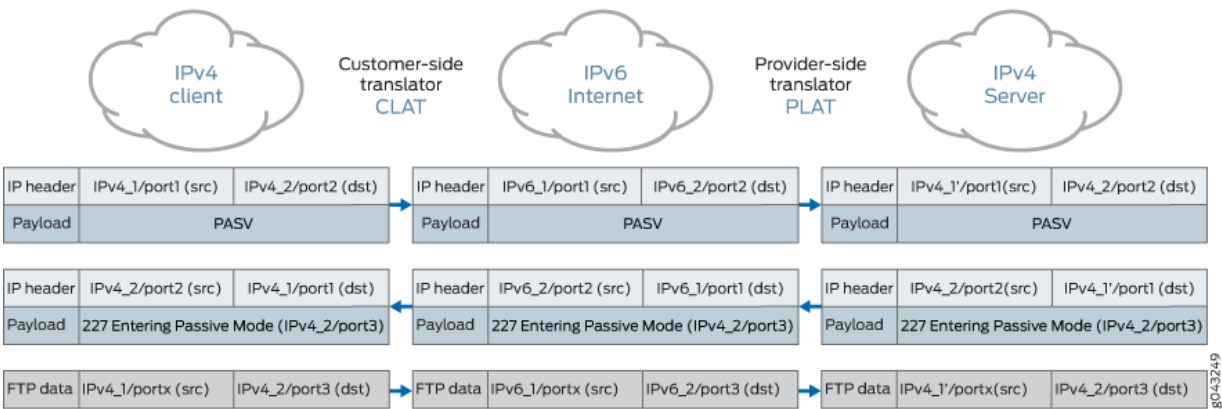 IPv4
client
Customer-side
translator
CLAT
IPv6
Internet
Provider-side
translator
PLAT
IPv4
Server
IP header IPv4_1/port1 (src) IPv4_2/port2 (dst) IP header IPv6_1/port1 (src) IPv6_2/port2 (dst) IP header IPv4_1'/port1(src) IPv4_2/port2 (dst)
Payload PASV Payload PASV Payload PASV
IP header IPv4_2/port2 (src) IPv4_1/port1 (dst) IP header IPv6_2/port2 (src) IPv6_1/port1 (dst) IP header IPv4_2/port2(src) IPv4_1'/port1 (dst)
Payload 227 Entering Passive Mode (IPv4_2/port3) Payload 227 Entering Passive Mode (IPv4_2/port3) Payload 227 Entering Passive Mode (IPv4_2/port3)
FTP data IPv4_1/portx (src) IPv4_2/port3 (dst) FTP data IPv6_1/portx (src) IPv6_2/port3 (dst) FTP data IPv4_1'/portx(src) IPv4_2/port3 (dst)
g043249